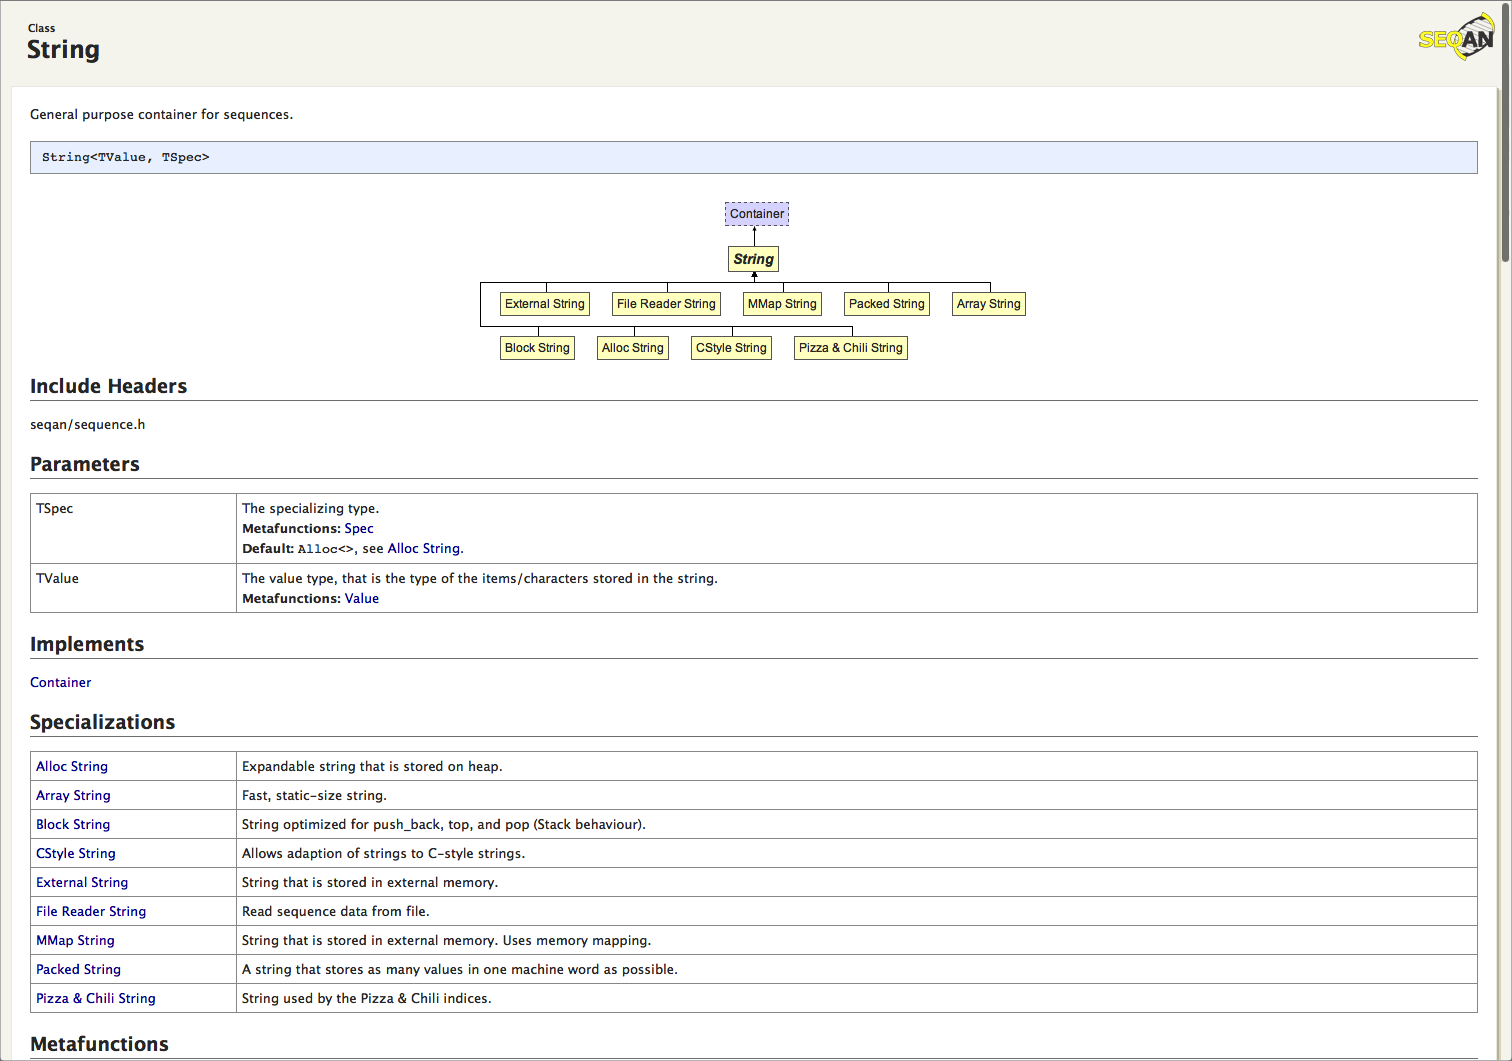 Class
String
SEQAN
General purpose container for sequences.
String<TValue, TSpec>
Container
String
External String
File Reader String
MMap String
Packed String
Array String
Block String
Alloc String
CStyle String
Pizza & Chili String
Include Headers
seqan/sequence.h
Parameters
TSpec
The specializing type.
Metafunctions: Spec
Default: Alloc<>, see Alloc String.
TValue
The value type, that is the type of the items/characters stored in the string.
Metafunctions: Value
Implements
Container
Specializations
Alloc String
Expandable string that is stored on heap.
Array String
Fast, static-size string.
Block String
String optimized for push_back, top, and pop (Stack behaviour).
CStyle String
Allows adaption of strings to C-style strings.
External String
String that is stored in external memory.
File Reader String
Read sequence data from file.
MMap String
String that is stored in external memory. Uses memory mapping.
Packed String
A string that stores as many values in one machine word as possible.
Pizza & Chili String
String used by the Pizza & Chili indices.
Metafunctions